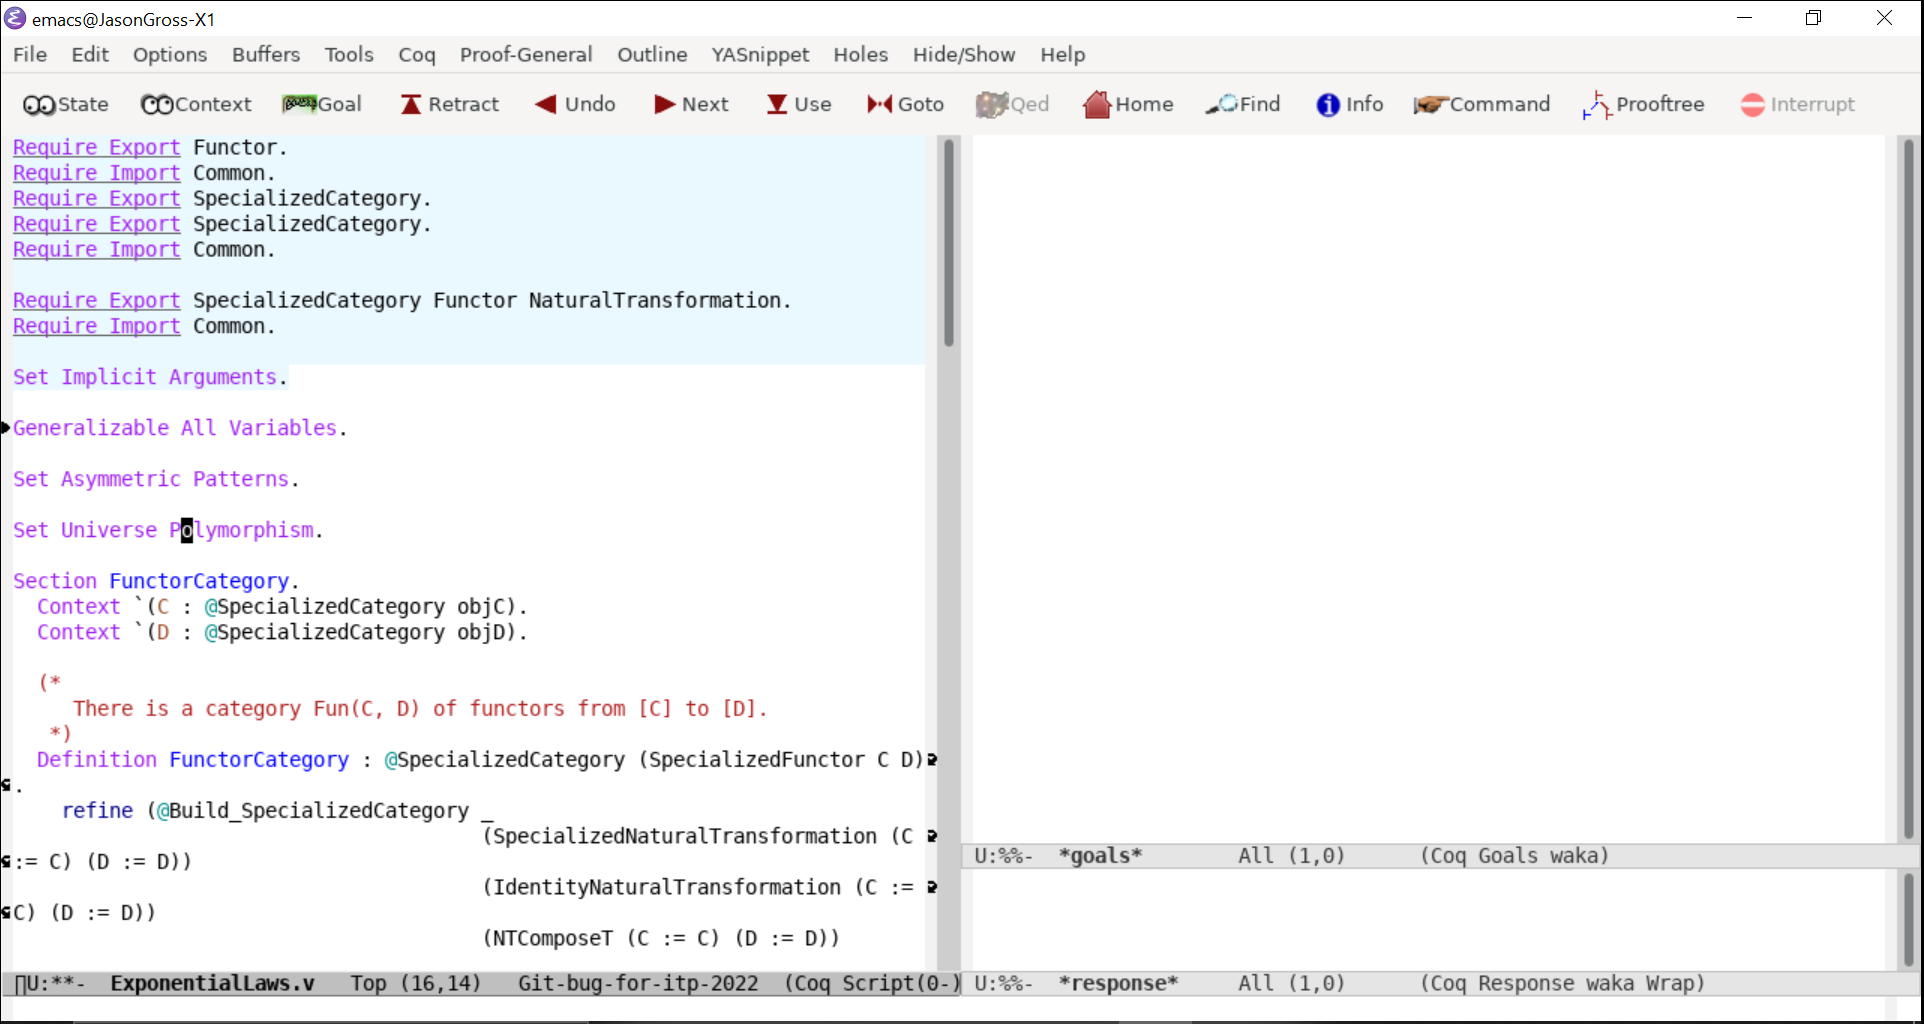 emacs@JasonGross-X1
File Edit Options Buffers Tools Coq Proof-General Outline YASnippet Holes Hide/Show Help
State Context Goal Retract Undo Next Use Goto Qed Home Find Info Command Prooftree Interrupt
Require Export Functor.
Require Import Common.
Require Export SpecializedCategory.
Require Export SpecializedCategory.
Require Import Common.
Require Export SpecializedCategory Functor NaturalTransformation.
Require Import Common.
Set Implicit Arguments.
Generalizable All Variables.
Set Asymmetric Patterns.
Set Universe Polymorphism.
Section FunctorCategory.
Context `(C : @SpecializedCategory objC).
Context `(D : @SpecializedCategory objD).
(*
There is a category Fun(C, D) of functors from [C] to [D].
*)
Definition FunctorCategory : @SpecializedCategory (SpecializedFunctor C D)
.
refine (@Build_SpecializedCategory _
(SpecializedNaturalTransformation (C
:= C) (D := D))
(IdentityNaturalTransformation (C :=
C) (D := D))
(NTComposeT (C := C) (D := D))
U:**- ExponentialLaws.v Top (16,14) Git-bug-for-itp-2022 (Coq Script(0-)
U:%%- *goals* All (1,0) (Coq Goals waka)
U:%%- *response* All (1,0) (Coq Response waka Wrap)